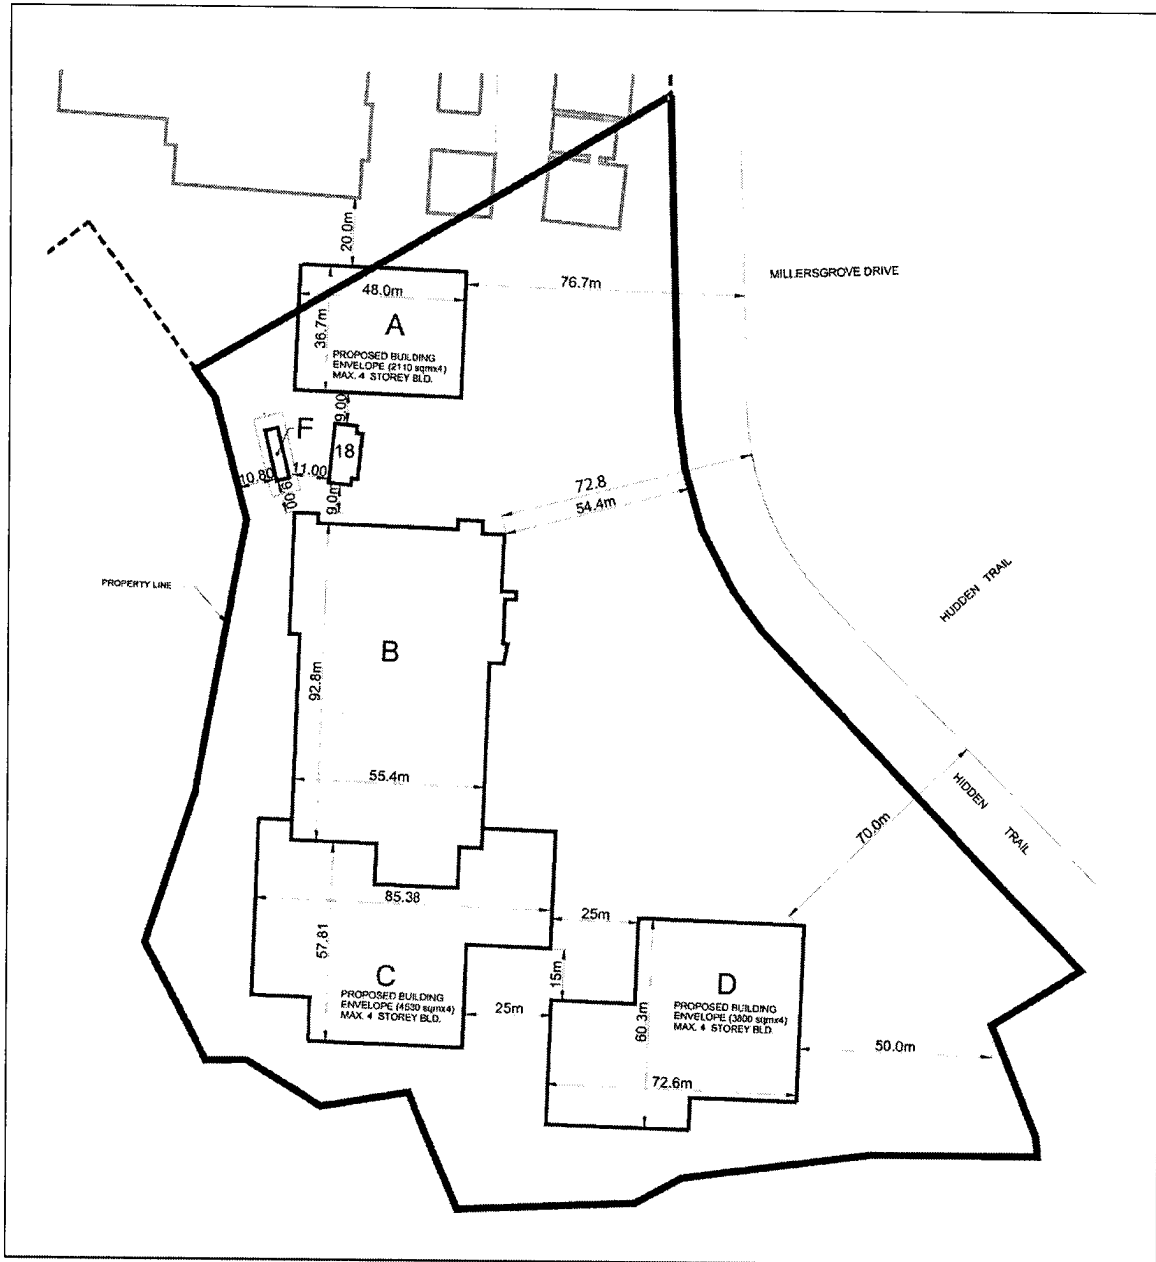 20.0m
76.7m
MILLERSGROVE DRIVE
48.0m
36.7m
A
PROPOSED BUILDING
ENVELOPE (2110 sqmx4)
MAX. 4 STOREY BLD.
9.00
F
18
10.80
11.00
9.00
9.0m
72.8
54.4m
PROPERTY LINE
HUDDEN TRAIL
B
92.8m
55.4m
HIDDEN
TRAIL
70.0m
85.38
25m
57.81
15m
C
PROPOSED BUILDING
ENVELOPE (4530 sqmx4)
MAX. 4 STOREY BLD.
25m
D
PROPOSED BUILDING
ENVELOPE (3800 sqmx4)
MAX. 4 STOREY BLD.
60.3m
50.0m
72.6m